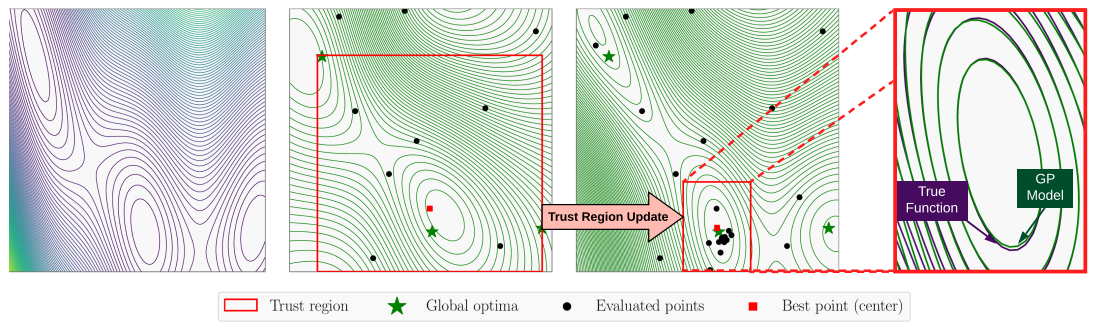 Trust Region Update
True
Function
GP
Model
Trust region
Global optima
Evaluated points
Best point (center)